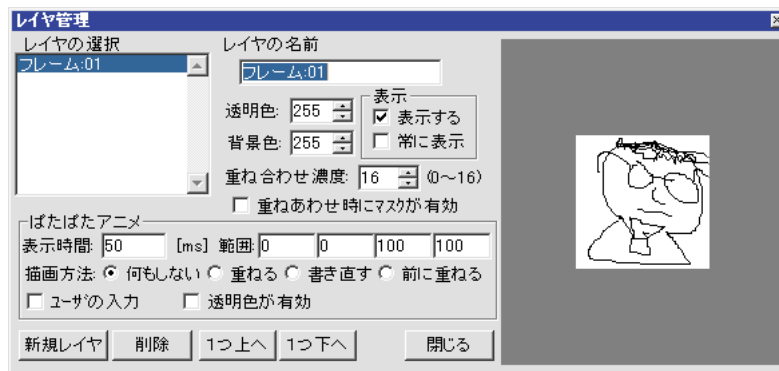 レイヤ管理
レイヤの選択
フレーム:01
レイヤの名前
フレーム:01
透明色: 255
背景色: 255
表示
表示する
常に表示
重ね合わせ濃度: 16 (0～16)
重ねあわせ時にマスクが有効
ぱたぱたアニメ
表示時間: 50 [ms] 範囲: 0 0 100 100
描画方法: 何もしない 重ねる 書き直す 前に重ねる
ユーザの入力 透明色が有効
新規レイヤ 削除 1つ上へ 1つ下へ 閉じる